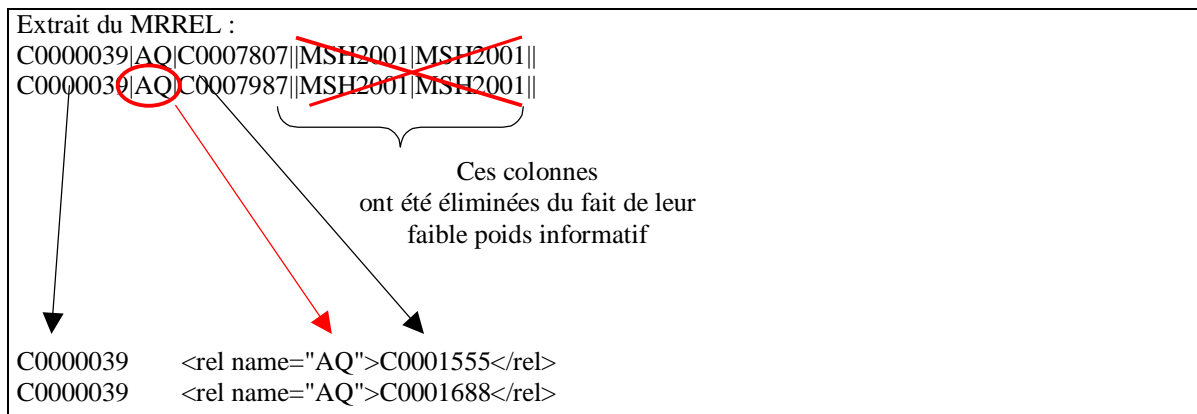 Extrait du MRREL :
C0000039|AQ|C0007807||MSH2001|MSH2001||
C0000039|AQ|C0007987||MSH2001|MSH2001||
Ces colonnes
ont été éliminées du fait de leur
faible poids informatif
C0000039 <rel name="AQ">C0001555</rel>
C0000039 <rel name="AQ">C0001688</rel>